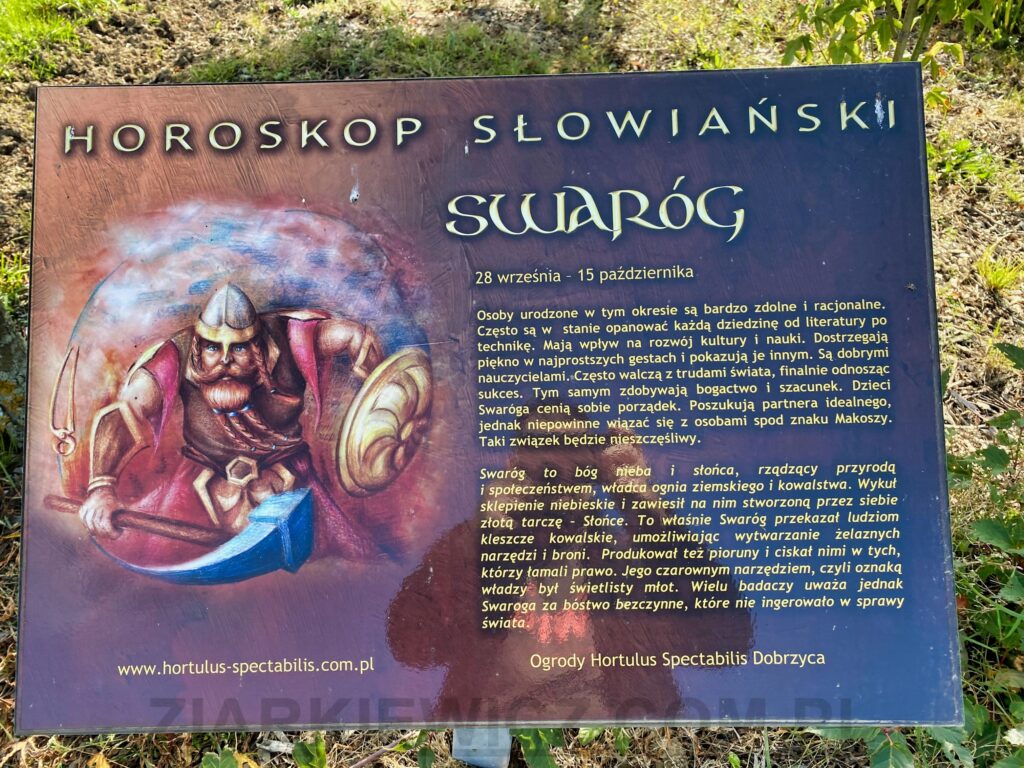 HOROSKOP SŁOWIAŃSKI
SWARÓG
28 września – 15 października
Osoby urodzone w tym okresie są bardzo zdolne i racjonalne.
Często są w stanie opanować każdą dziedzinę od literatury po
technikę. Mają wpływ na rozwój kultury i nauki. Dostrzegają
piękno w najprostszych gestach i pokazują je innym. Są dobrymi
nauczycielami. Często walczą z trudami świata, finalnie odnosząc
sukces. Tym samym zdobywają bogactwo i szacunek. Dzieci
Swaróga cenią sobie porządek. Poszukują partnera idealnego,
jednak niepowinne wiązać się z osobami spod znaku Makoszy.
Taki związek będzie nieszczęśliwy.
Swaróg to bóg nieba i słońca, rządzący przyrodą
i społeczeństwem, władca ognia ziemskiego i kowalstwa. Wykuł
sklepienie niebieskie i zawiesił na nim stworzoną przez siebie
złotą tarczę – Słońce. To właśnie Swaróg przekazał ludziom
kleszcze kowalskie, umożliwiając wytwarzanie żelaznych
narzędzi i broni. Produkował też pioruny i ciskał nimi w tych,
którzy łamali prawo. Jego czarownym narzędziem, czyli oznaką
władzy był świetlisty młot. Wielu badaczy uważa jednak
Swaroga za bóstwo bezczynne, które nie ingerowało w sprawy
świata.
www.hortulus-spectabilis.com.pl
Ogrody Hortulus Spectabilis Dobrzyca
ZIARKIEWICZ.COM.PL